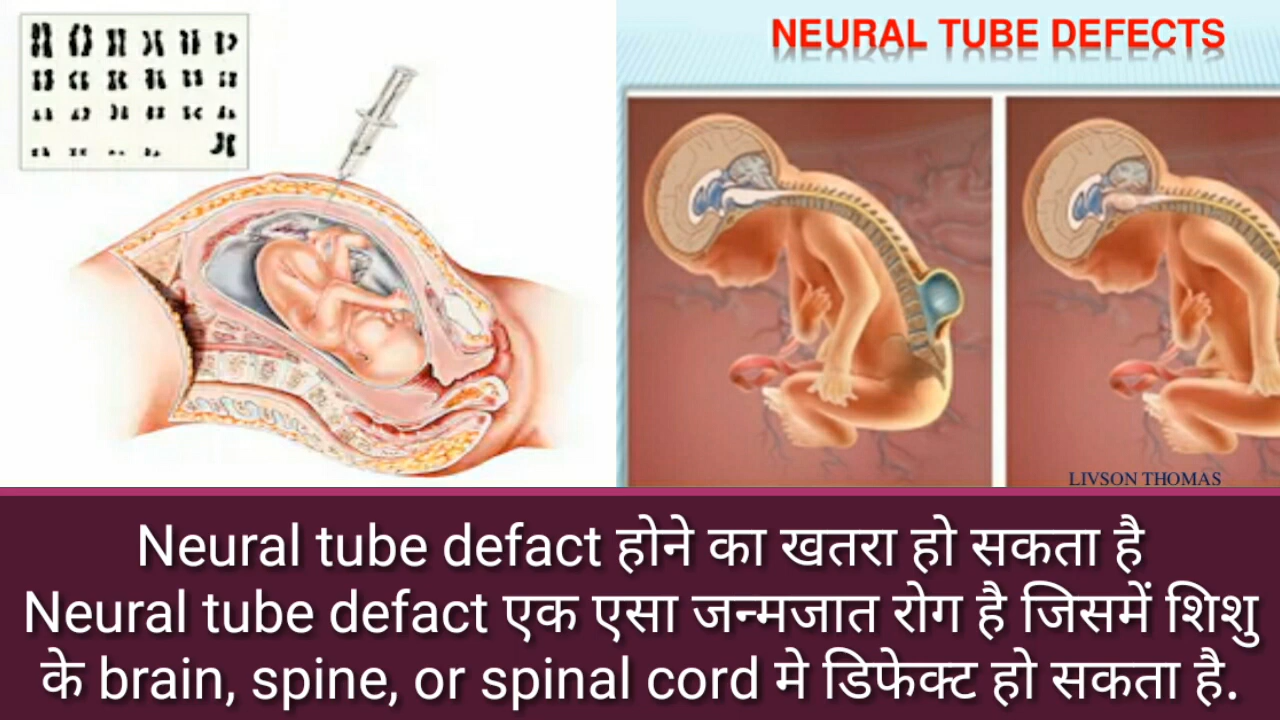 NEURAL TUBE DEFECTS
LIVSON THOMAS
Neural tube defact होने का खतरा हो सकता है
Neural tube defact एक एसा जन्मजात रोग है जिसमें शिशु
के brain, spine, or spinal cord मे डिफेक्ट हो सकता है.